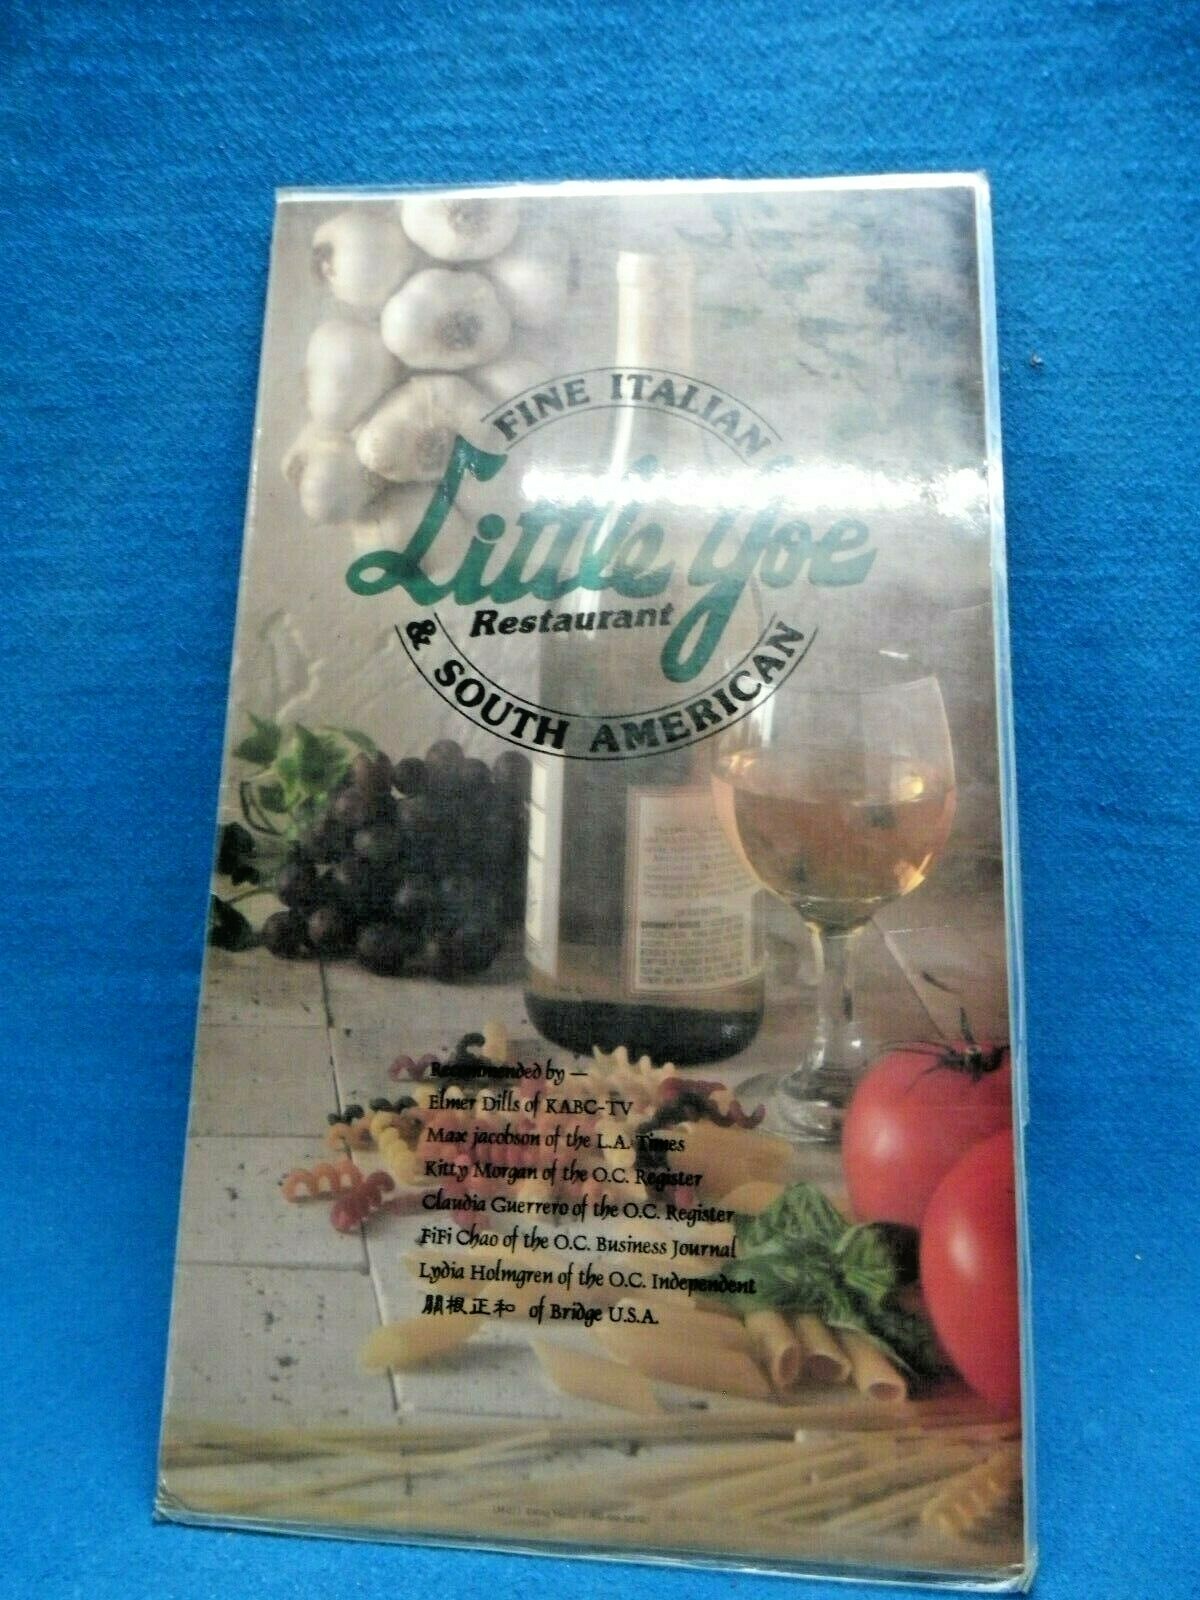 FINE ITALIAN
Little Joe
Restaurant
& SOUTH AMERICAN
Recommended by —
Elmer Dills of KABC-TV
Max jacobson of the L.A. Times
Kitty Morgan of the O.C. Register
Claudia Guerrero of the O.C. Register
FiFi Chao of the O.C. Business Journal
Lydia Holmgren of the O.C. Independent
関根正和 of Bridge U.S.A.